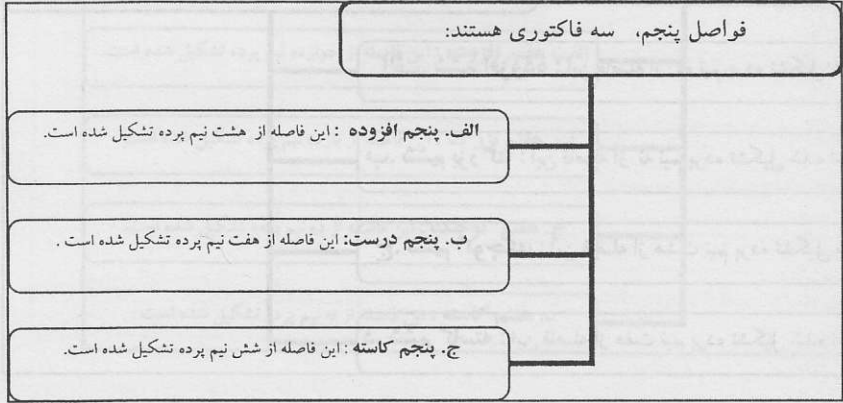 فواصل پنجم، سه فاکتوری هستند:
الف. پنجم افزوده : این فاصله از هشت نیم پرده تشکیل شده است.
ب. پنجم درست: این فاصله از هفت نیم پرده تشکیل شده است .
ج. پنجم کاسته : این فاصله از شش نیم پرده تشکیل شده است.